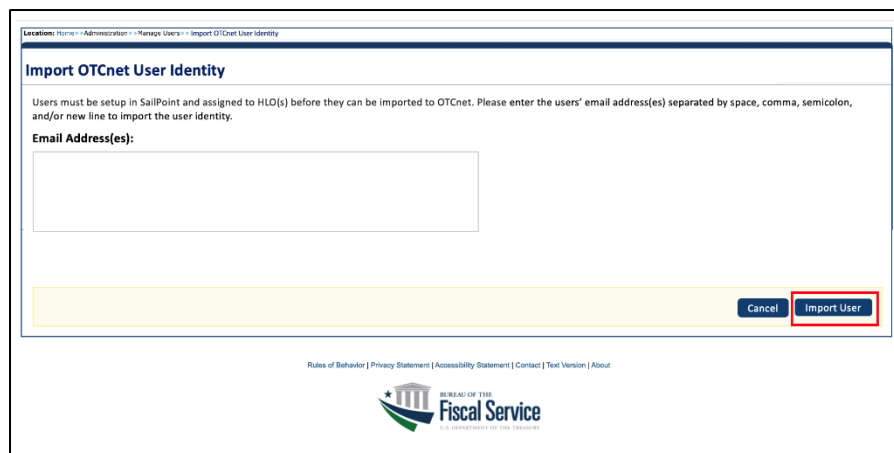 Location: Home>>Administration>>Manage Users>> Import OTCnet User Identity
Import OTCnet User Identity
Users must be setup in SailPoint and assigned to HLO(s) before they can be imported to OTCnet. Please enter the users' email address(es) separated by space, comma, semicolon,
and/or new line to import the user identity.
Email Address(es):
Cancel Import User
Rules of Behavior | Privacy Statement | Accessibility Statement | Contact | Text Version | About
BUREAU OF THE
Fiscal Service
U.S. DEPARTMENT OF THE TREASURY